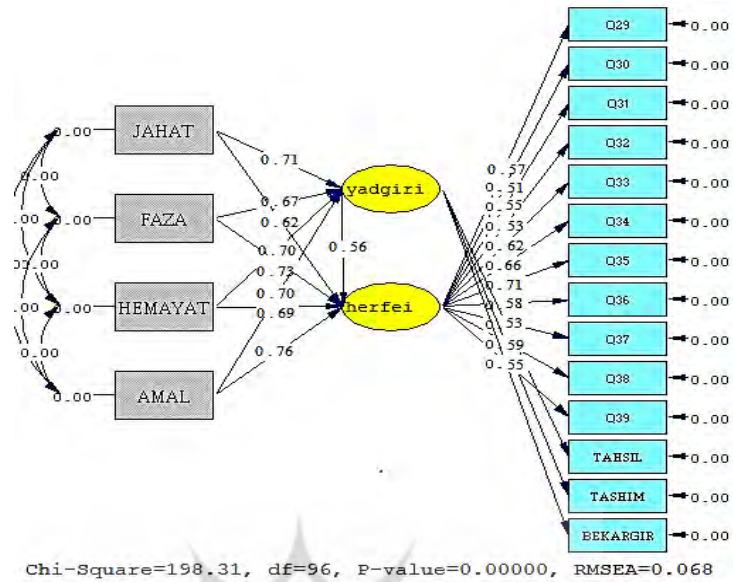 Q29
0.00
Q30
0.00
Q31
0.00
Q32
0.00
Q33
0.00
Q34
0.00
Q35
0.00
Q36
0.00
Q37
0.00
Q38
0.00
Q39
0.00
TAHSIL
0.00
TASHIM
0.00
BEKARGIR
0.00
0.00
JAHAT
0.00
FAZA
0.00
HEMAYAT
0.00
AMAL
0.00
0.00
0.00
0.71
0.67
0.62
0.70
0.73
0.70
0.69
0.76
yadgiri
0.56
herfei
0.57
0.51
0.55
0.53
0.62
0.66
0.71
0.58
0.53
0.59
0.55
Chi-Square=198.31, df=96, P-value=0.00000, RMSEA=0.068